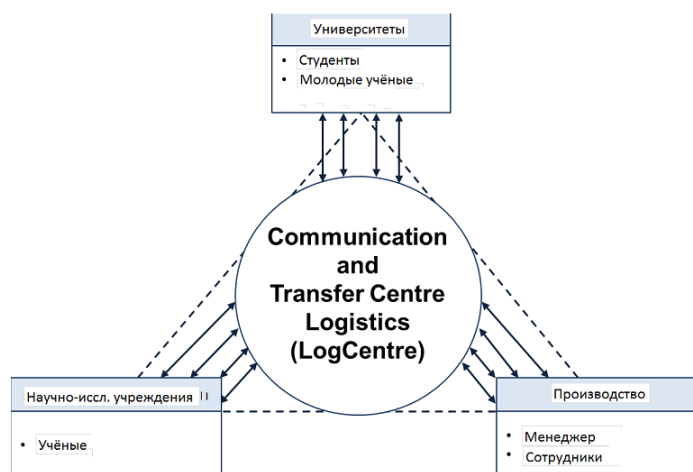 Университеты
• Студенты
• Молодые учёные
Communication
and
Transfer Centre
Logistics
(LogCentre)
Научно-иссл. учреждения
• Учёные
Производство
• Менеджер
• Сотрудники